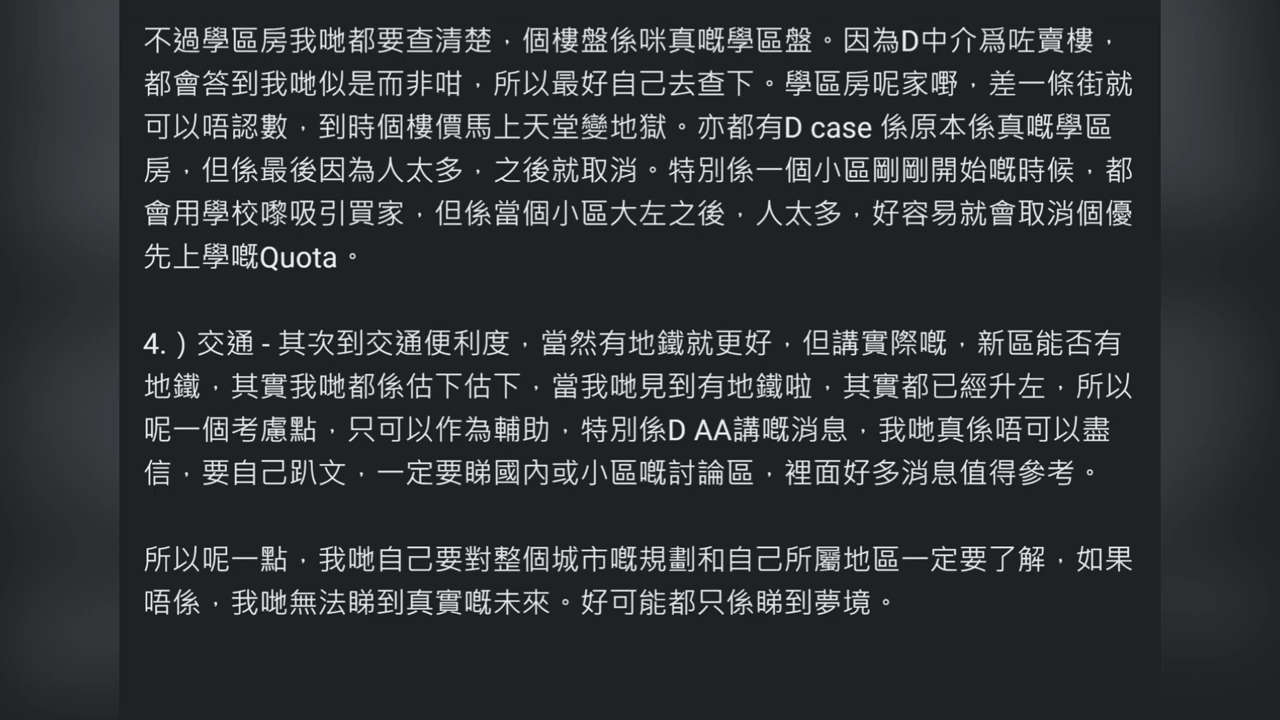 不過學區房我哋都要查清楚，個樓盤係咪真嘅學區盤。因為D中介爲咗賣樓，
都會答到我哋似是而非咁，所以最好自己去查下。學區房呢家嘢，差一條街就
可以唔認數，到時個樓價馬上天堂變地獄。亦都有D case 係原本係真嘅學區
房，但係最後因為人太多，之後就取消。特別係一個小區剛剛開始嘅時候，都
會用學校嚟吸引買家，但係當個小區大左之後，人太多，好容易就會取消個優
先上學嘅Quota。
4.）交通 - 其次到交通便利度，當然有地鐵就更好，但講實際嘅，新區能否有
地鐵，其實我哋都係估下估下，當我哋見到有地鐵啦，其實都已經升左，所以
呢一個考慮點，只可以作為輔助，特別係D AA講嘅消息，我哋真係唔可以盡
信，要自己趴文，一定要睇國內或小區嘅討論區，裡面好多消息值得參考。
所以呢一點，我哋自己要對整個城市嘅規劃和自己所屬地區一定要了解，如果
唔係，我哋無法睇到真實嘅未來。好可能都只係睇到夢境。